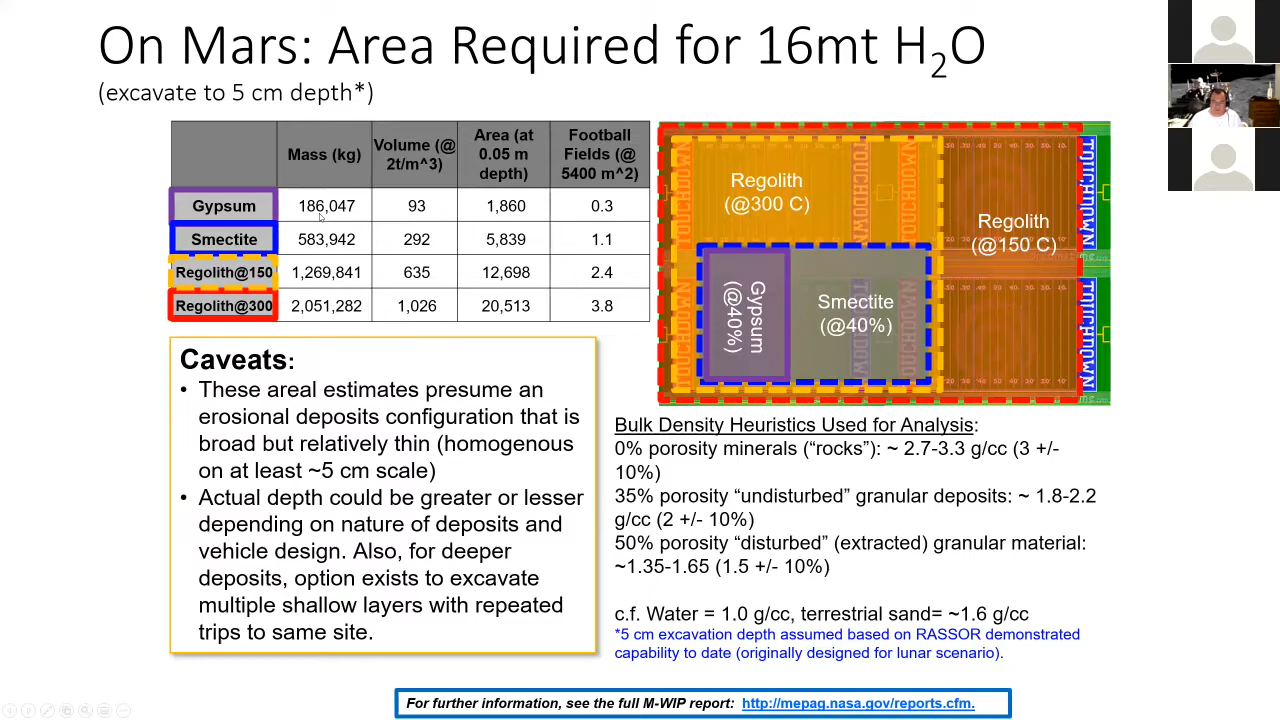 On Mars: Area Required for 16mt H2O
(excavate to 5 cm depth*)
Mass (kg) Volume (@ 2t/m^3) Area (at 0.05 m depth) Football Fields (@ 5400 m^2)
Gypsum 186,047 93 1,860 0.3
Smectite 583,942 292 5,839 1.1
Regolith@150 1,269,841 635 12,698 2.4
Regolith@300 2,051,282 1,026 20,513 3.8
Regolith
(@300 C)
Regolith
(@150 C)
Gypsum
(@40%)
Smectite
(@40%)
TOUCHDOWN
TOUCHDOWN
TOUCHDOWN
TOUCHDOWN
Caveats:
• These areal estimates presume an
erosional deposits configuration that is
broad but relatively thin (homogenous
on at least ~5 cm scale)
• Actual depth could be greater or lesser
depending on nature of deposits and
vehicle design. Also, for deeper
deposits, option exists to excavate
multiple shallow layers with repeated
trips to same site.
Bulk Density Heuristics Used for Analysis:
0% porosity minerals (“rocks”): ~ 2.7-3.3 g/cc (3 +/-
10%)
35% porosity “undisturbed” granular deposits: ~ 1.8-2.2
g/cc (2 +/- 10%)
50% porosity “disturbed” (extracted) granular material:
~1.35-1.65 (1.5 +/- 10%)
c.f. Water = 1.0 g/cc, terrestrial sand= ~1.6 g/cc
*5 cm excavation depth assumed based on RASSOR demonstrated
capability to date (originally designed for lunar scenario).
For further information, see the full M-WIP report: http://mepag.nasa.gov/reports.cfm.